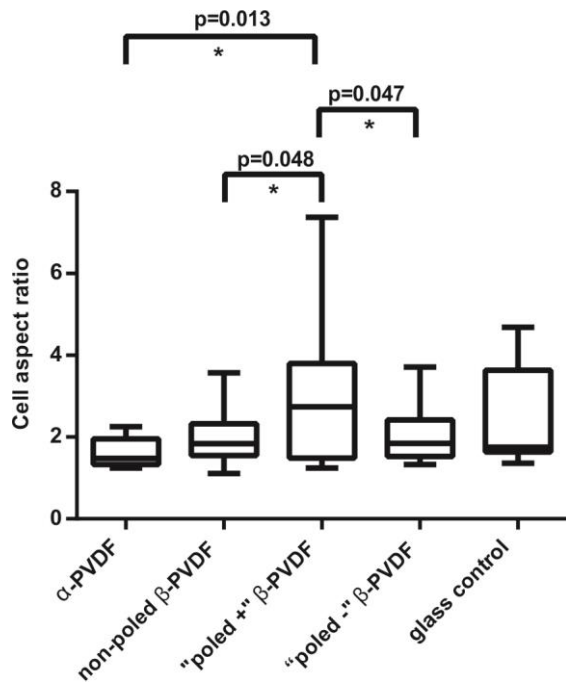 p=0.013
*
p=0.047
*
p=0.048
*
8
6
4
2
0
Cell aspect ratio
α-PVDF
non-poled β-PVDF
"poled +" β-PVDF
“poled -" β-PVDF
glass control